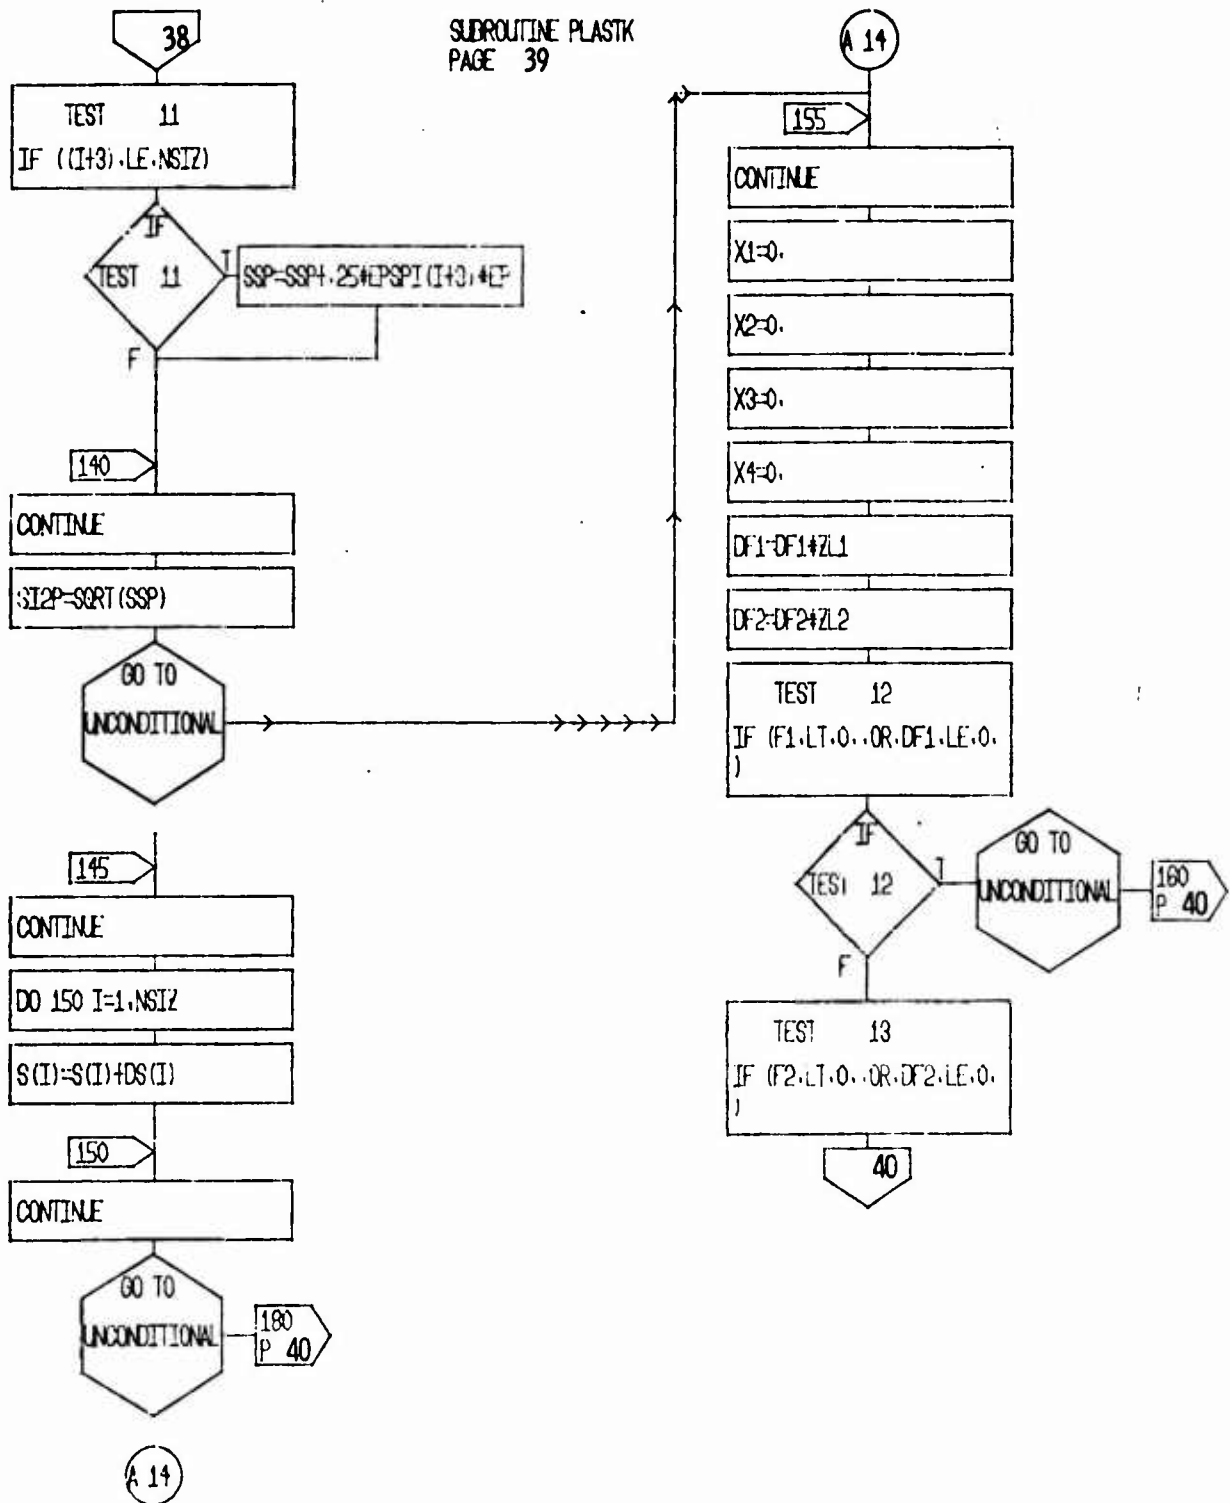 38
SUBROUTINE PLASTK
PAGE 39
TEST 11
IF ((I+3).LE.NSIZ)
IF
TEST 11
T
SSP=SSP+.25*EPSPI(I+3)*EP
F
140
CONTINUE
SI2P=SQRT(SSP)
GO TO
UNCONDITIONAL
145
CONTINUE
DO 150 I=1,NSIZ
S(I)=S(I)+DS(I)
150
CONTINUE
GO TO
UNCONDITIONAL
180
P 40
A 14
A 14
155
CONTINUE
X1=0.
X2=0.
X3=0.
X4=0.
DF1=DF1*ZL1
DF2=DF2*ZL2
TEST 12
IF (F1.LT.0..OR.DF1.LE.0.
)
IF
TEST 12
T
GO TO
UNCONDITIONAL
160
P 40
F
TEST 13
IF (F2.LT.0..OR.DF2.LE.0.
)
40